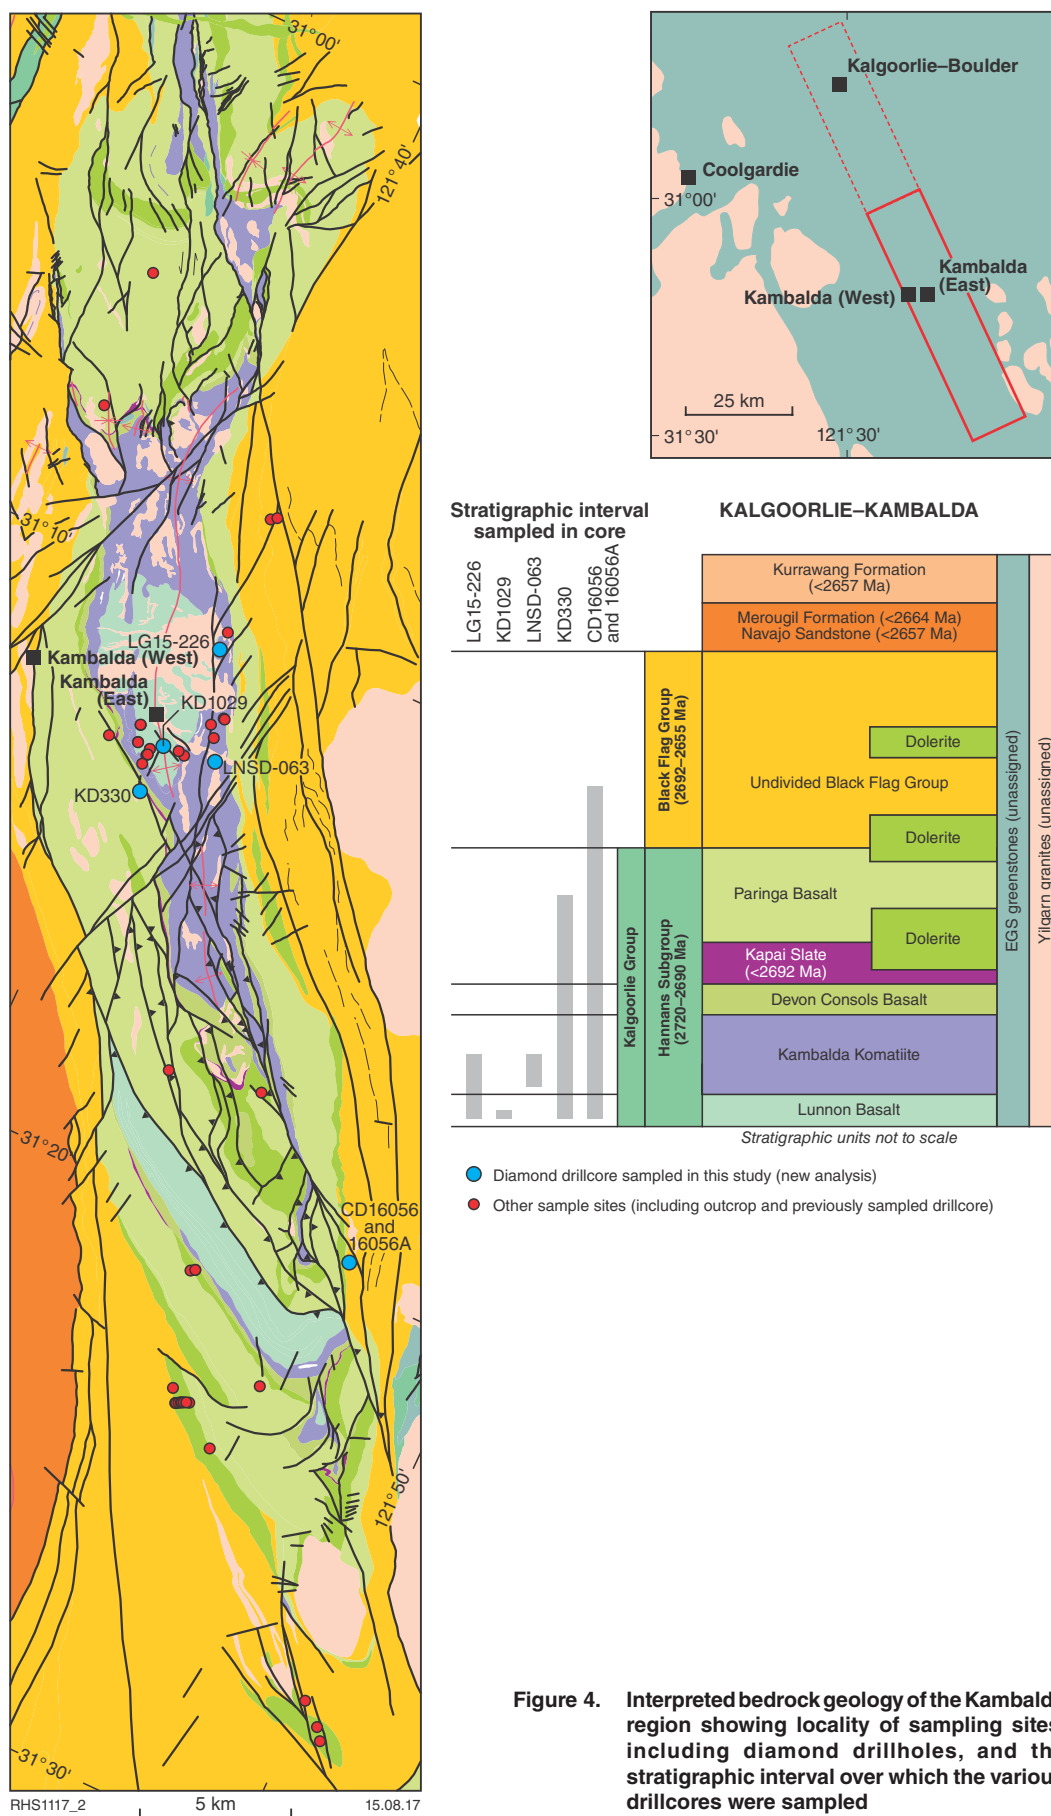 31°00'
121°40'
31°10'
LG15-226
Kambalda (West)
Kambalda
(East)
KD1029
LNSD-063
KD330
31°20'
CD16056
and
16056A
121°50'
31°30'
RHS1117_2
5 km
15.08.17
Kalgoorlie–Boulder
Coolgardie
31°00'
Kambalda
(East)
Kambalda (West)
25 km
31°30'
121°30'
Stratigraphic interval
sampled in core
KALGOORLIE–KAMBALDA
LG15-226
KD1029
LNSD-063
KD330
CD16056
and 16056A
Kurrawang Formation
(<2657 Ma)
Merougil Formation (<2664 Ma)
Navajo Sandstone (<2657 Ma)
Black Flag Group
(2692–2655 Ma)
Dolerite
Undivided Black Flag Group
Dolerite
Paringa Basalt
Dolerite
Kapai Slate
(<2692 Ma)
Devon Consols Basalt
Kambalda Komatiite
Lunnon Basalt
Kalgoorlie Group
Hannans Subgroup
(2720–2690 Ma)
EGS greenstones (unassigned)
Yilgarn granites (unassigned)
Stratigraphic units not to scale
Diamond drillcore sampled in this study (new analysis)
Other sample sites (including outcrop and previously sampled drillcore)
Figure 4. Interpreted bedrock geology of the Kambald
region showing locality of sampling sites
including diamond drillholes, and th
stratigraphic interval over which the variou
drillcores were sampled